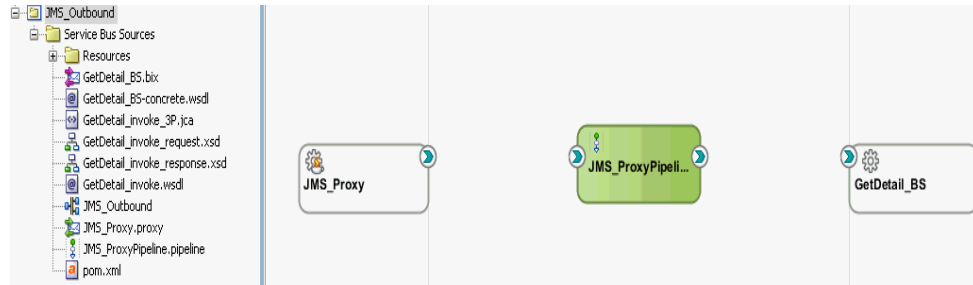 JMS_Outbound
Service Bus Sources
Resources
GetDetail_BS.bix
GetDetail_BS-concrete.wsdl
GetDetail_invoke_3P.jca
GetDetail_invoke_request.xsd
GetDetail_invoke_response.xsd
GetDetail_invoke.wsdl
JMS_Outbound
JMS_Proxy.proxy
JMS_ProxyPipeline.pipeline
pom.xml
JMS_Proxy
JMS_ProxyPipeli...
GetDetail_BS